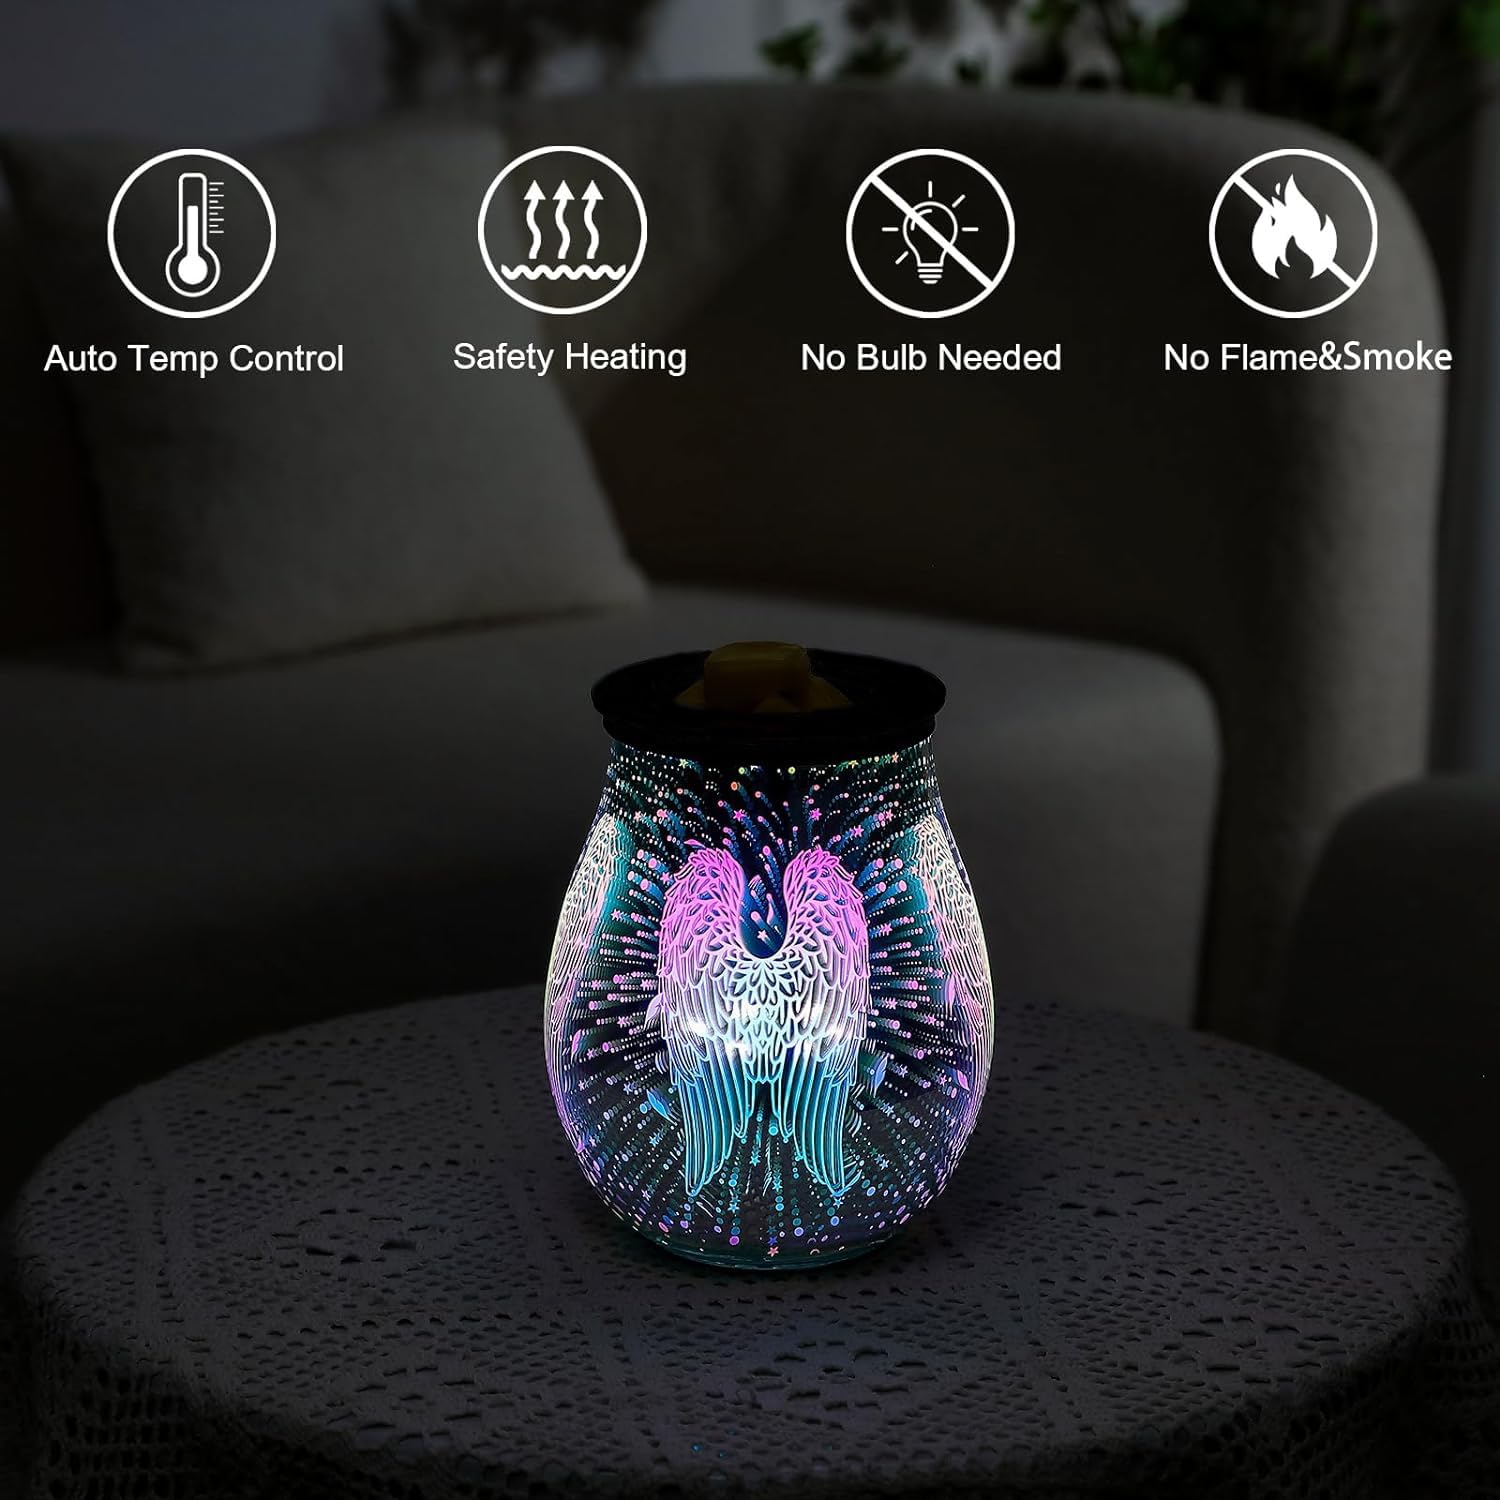 Auto Temp Control
Safety Heating
No Bulb Needed
No Flame&Smoke